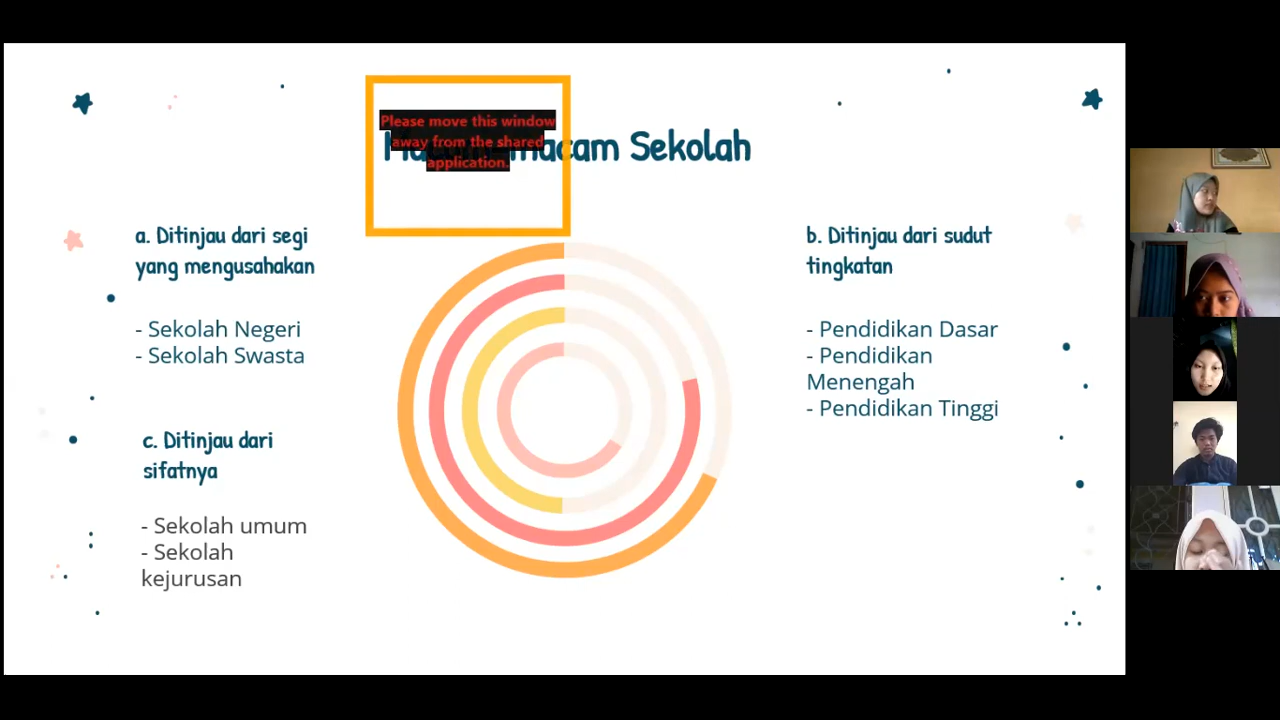 Please move this window
away from the shared
application.
macam Sekolah
a. Ditinjau dari segi
yang mengusahakan
- Sekolah Negeri
- Sekolah Swasta
b. Ditinjau dari sudut
tingkatan
- Pendidikan Dasar
- Pendidikan
Menengah
- Pendidikan Tinggi
c. Ditinjau dari
sifatnya
- Sekolah umum
- Sekolah
kejurusan